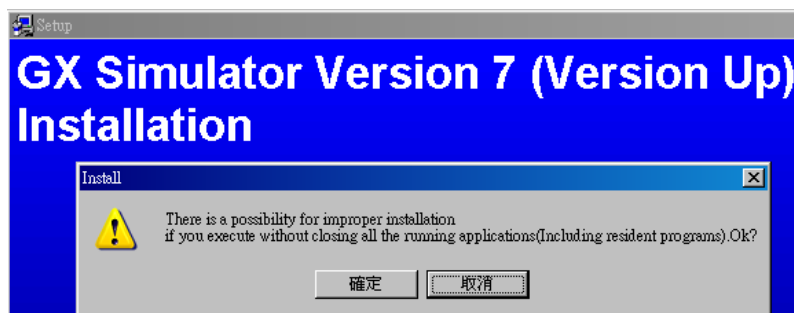 Setup
GX Simulator Version 7 (Version Up)
Installation
Install
There is a possibility for improper installation
if you execute without closing all the running applications(Including resident programs).Ok?
確定
取消